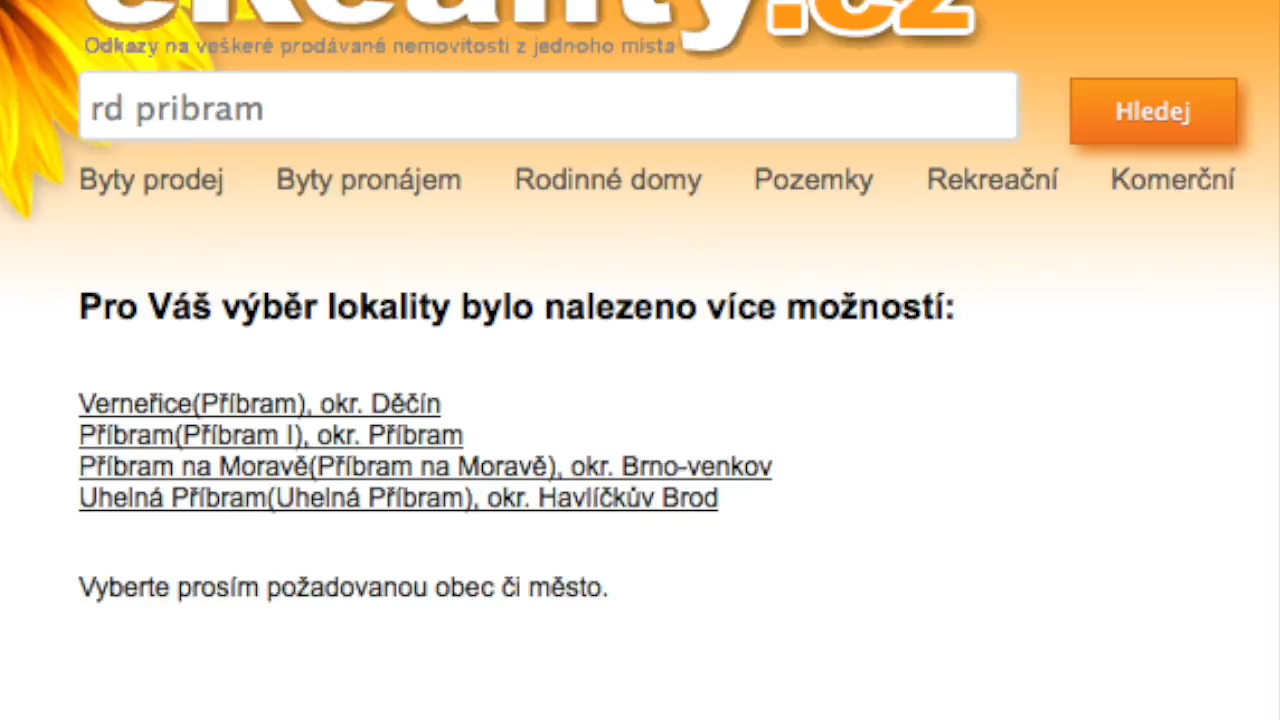 ekcality.cz
Odkazy na veškeré prodávané nemovitosti z jednoho místa
rd pribram
Hledej
Byty prodej Byty pronájem Rodinné domy Pozemky Rekreační Komerční
Pro Váš výběr lokality bylo nalezeno více možností:
Verneřice(Příbram), okr. Děčín
Příbram(Příbram I), okr. Příbram
Příbram na Moravě(Příbram na Moravě), okr. Brno-venkov
Uhelná Příbram(Uhelná Příbram), okr. Havlíčkův Brod
Vyberte prosím požadovanou obec či město.